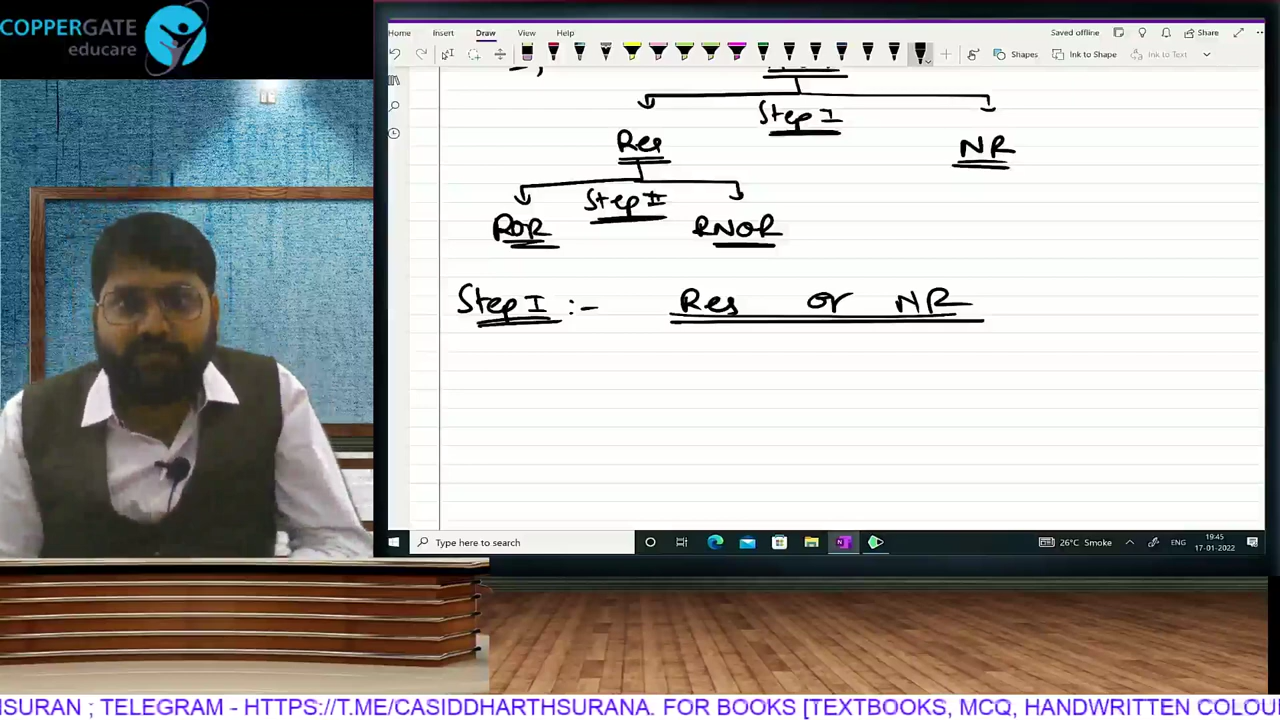 COPPERGATE
educare
Home Insert Draw View Help
Saved offline
Share
Shapes
Ink to Shape
Ink to Text
Step I
Res
NR
Step II
ROR
RNOR
Step I :- Res or NR
Type here to search
26°C Smoke
ENG
19:45
17-01-2022
ISURAN ; TELEGRAM - HTTPS://T.ME/CASIDDHARTHSURANA. FOR BOOKS [TEXTBOOKS, MCQ, HANDWRITTEN COLOU